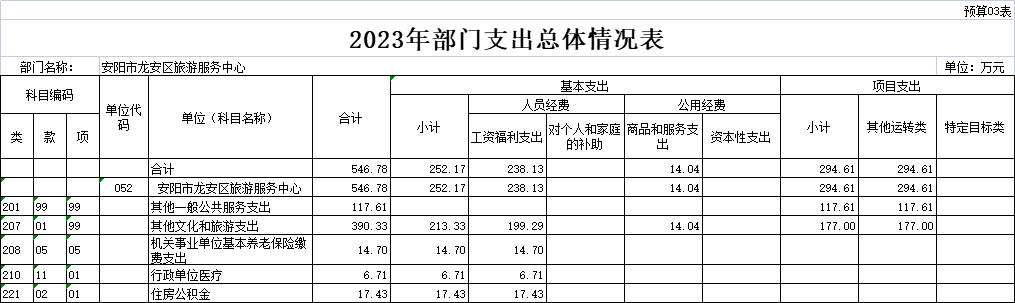 预算03表
2023年部门支出总体情况表
部门名称: 安阳市龙安区旅游服务中心 单位:万元
科目编码 单位代码 单位(科目名称) 合计 基本支出 项目支出
小计 人员经费 公用经费 小计 其他运转类 特定目标类
类 款 项 工资福利支出 对个人和家庭的补助 商品和服务支出 资本性支出
合计 546.78 252.17 238.13 14.04 294.61 294.61
052 安阳市龙安区旅游服务中心 546.78 252.17 238.13 14.04 294.61 294.61
201 99 99 其他一般公共服务支出 117.61 117.61 117.61
207 01 99 其他文化和旅游支出 390.33 213.33 199.29 14.04 177.00 177.00
208 05 05 机关事业单位基本养老保险缴费支出 14.70 14.70 14.70
210 11 01 行政单位医疗 6.71 6.71 6.71
221 02 01 住房公积金 17.43 17.43 17.43